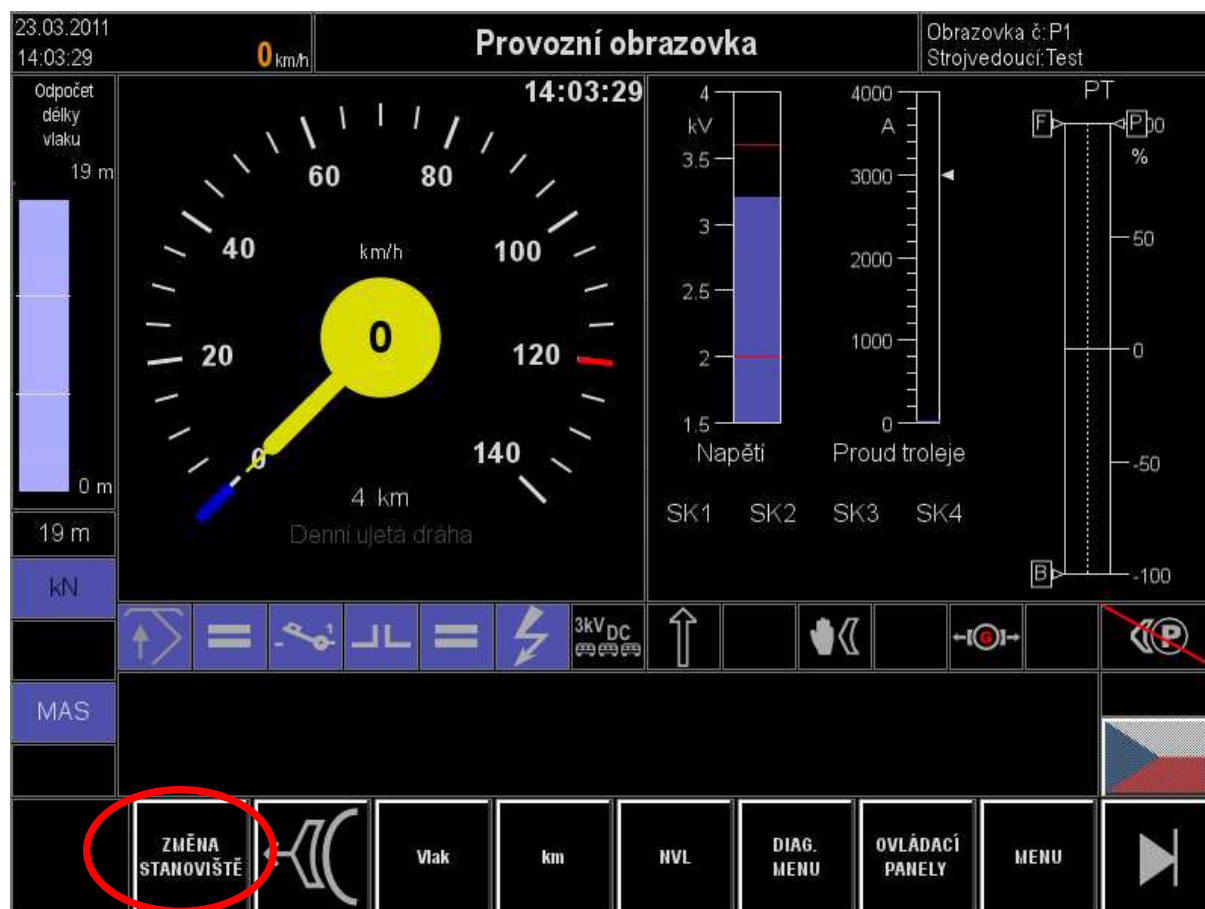 23.03.2011
14:03:29
0 km/h
Provozní obrazovka
Obrazovka č:P1
Strojvedoucí:Test
Odpočet
délky
vlaku
19 m
0 m
19 m
kN
MAS
14:03:29
0
20
40
60
80
100
120
140
km/h
0
4 km
Denní ujetá dráha
4
kV
3.5
3
2.5
2
1.5
Napětí
4000
A
3000
2000
1000
0
Proud troleje
SK1 SK2 SK3 SK4
PT
F
P
%
50
0
-50
B
-100
1
3kV DC
G
P
ZMĚNA
STANOVIŠTĚ
Vlak
km
NVL
DIAG.
MENU
OVLÁDACÍ
PANELY
MENU